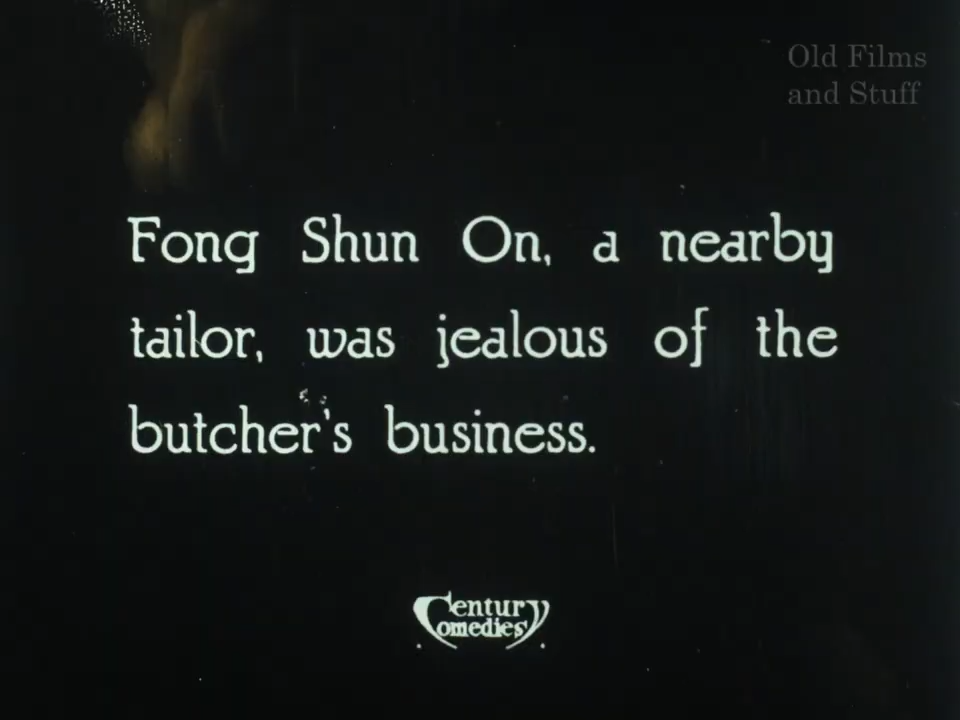 Old Films
and Stuff
Fong Shun On, a nearby
tailor, was jealous of the
butcher's business.
Century
Comedies